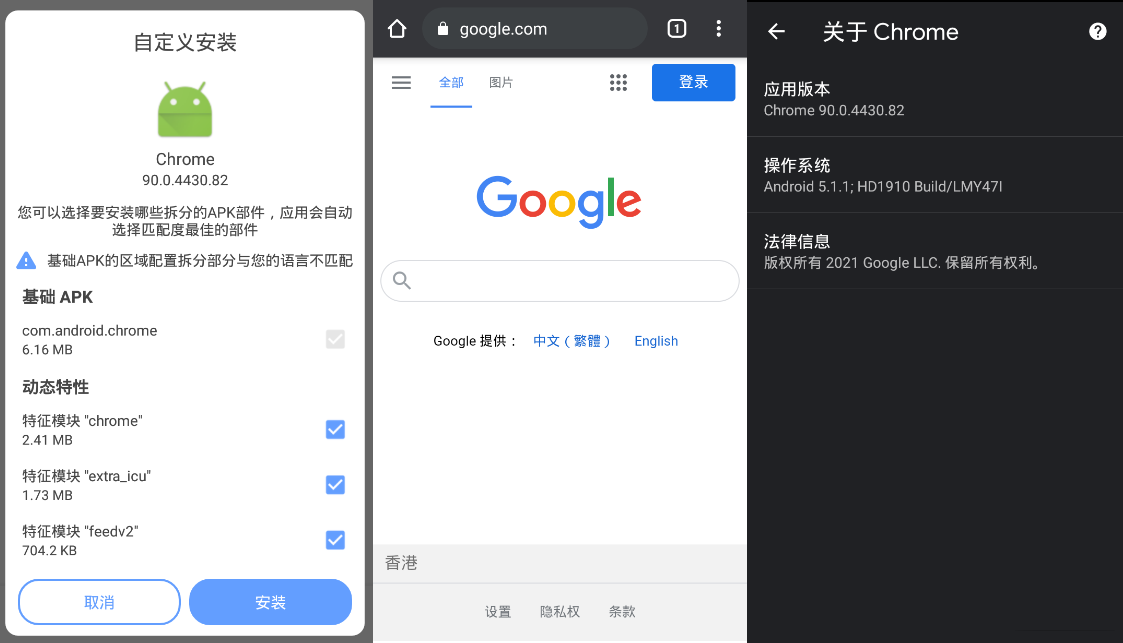 自定义安装
Chrome
90.0.4430.82
您可以选择要安装哪些拆分的APK部件，应用会自动
选择匹配度最佳的部件
基础APK的区域配置拆分部分与您的语言不匹配
基础 APK
com.android.chrome
6.16 MB
动态特性
特征模块 "chrome"
2.41 MB
特征模块 "extra_icu"
1.73 MB
特征模块 "feedv2"
704.2 KB
取消
安装
google.com
1
全部
图片
登录
Google
Google 提供：
中文（繁體）
English
香港
设置
隐私权
条款
关于 Chrome
应用版本
Chrome 90.0.4430.82
操作系统
Android 5.1.1; HD1910 Build/LMY47I
法律信息
版权所有 2021 Google LLC. 保留所有权利。